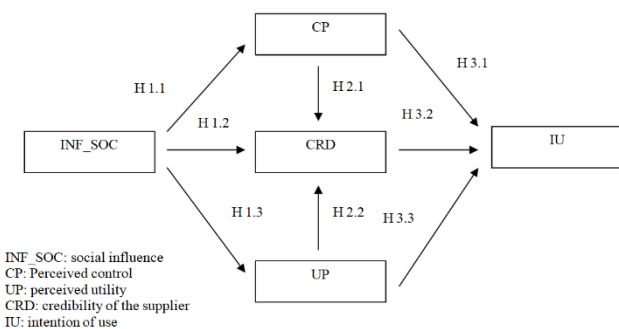 CP
H 1.1
H 3.1
H 2.1
H 1.2
H 3.2
INF_SOC
CRD
IU
H 1.3
H 2.2
H 3.3
UP
INF_SOC: social influence
CP: Perceived control
UP: perceived utility
CRD: credibility of the supplier
IU: intention of use